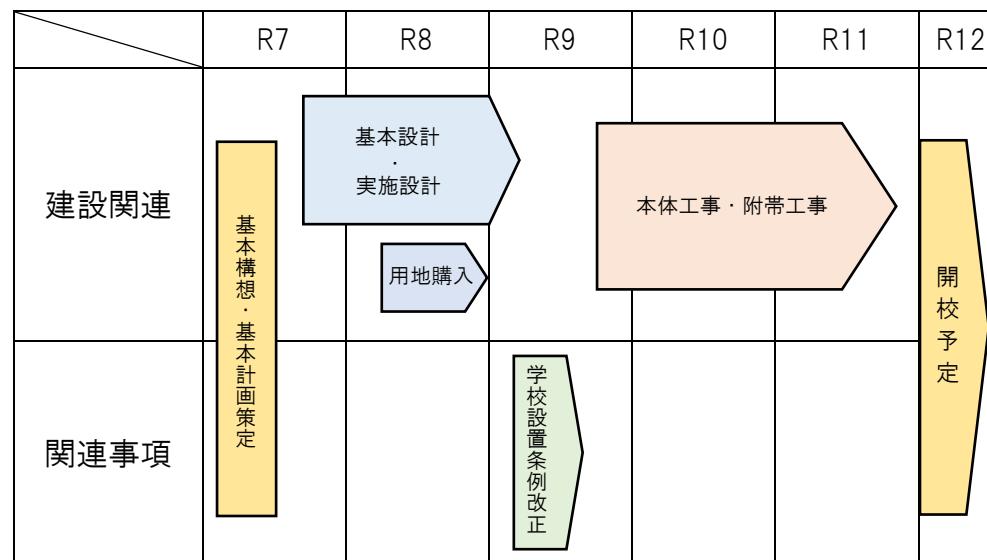 R7 R8 R9 R10 R11 R12
建設関連
基本構想・基本計画策定
基本設計
・
実施設計
用地購入
本体工事・附帯工事
開校予定
関連事項
学校設置条例改正